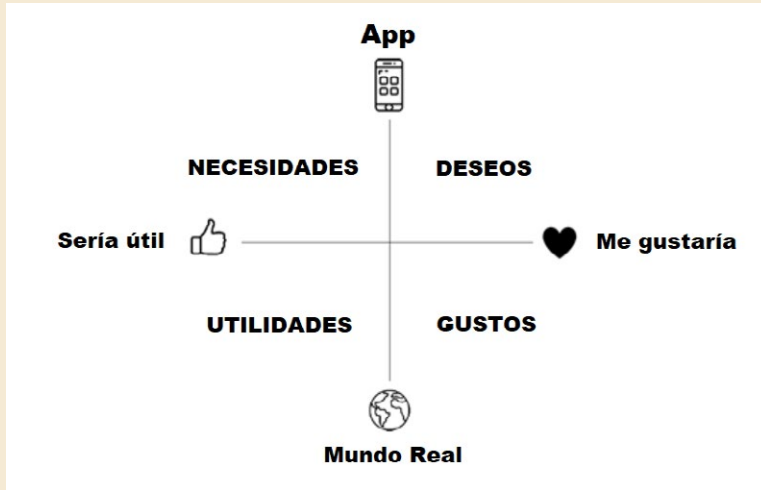 App
NECESIDADES DESEOS
Sería útil Me gustaría
UTILIDADES GUSTOS
Mundo Real